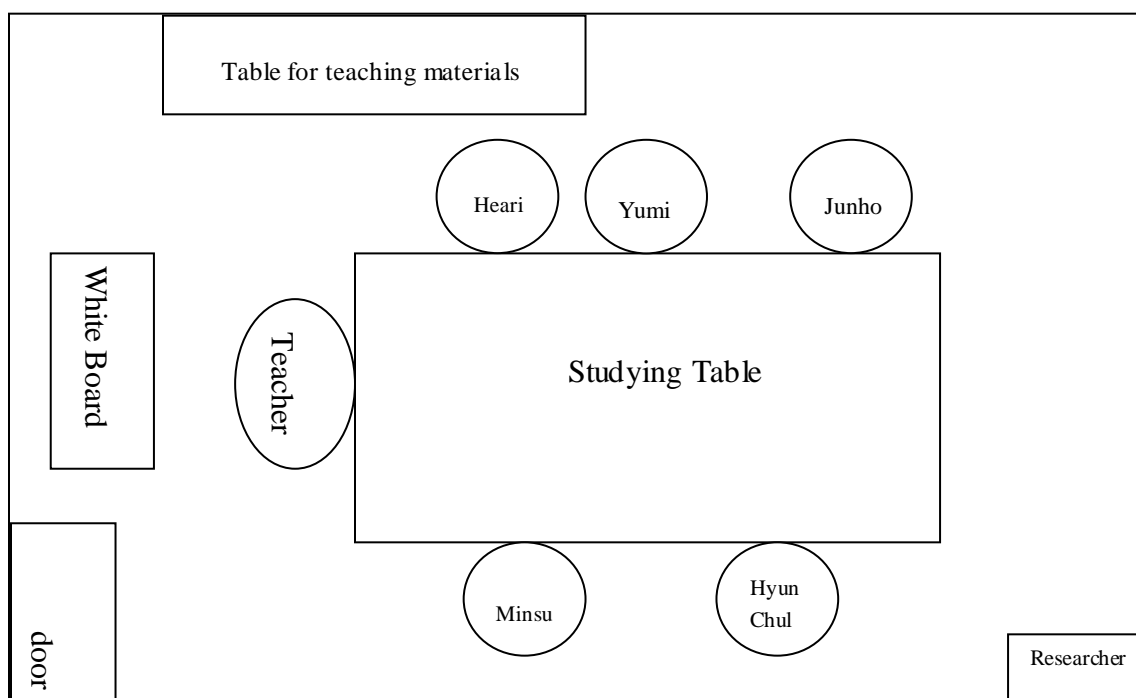 Table for teaching materials
Heari
Yumi
Junho
White Board
Teacher
Studying Table
Minsu
Hyun
Chul
door
Researcher